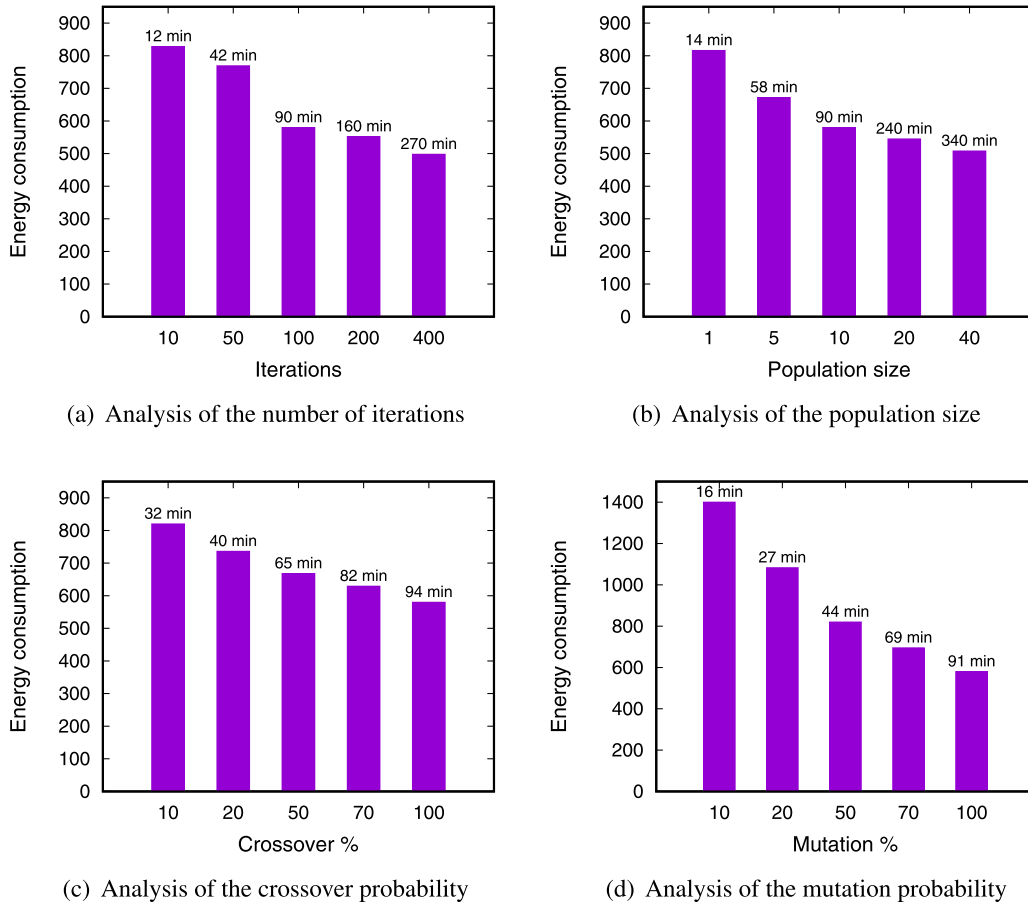 900
800
700
600
500
400
300
200
100
0
Energy consumption
12 min
42 min
90 min
160 min
270 min
10 50 100 200 400
Iterations
(a) Analysis of the number of iterations
900
800
700
600
500
400
300
200
100
0
Energy consumption
14 min
58 min
90 min
240 min
340 min
1 5 10 20 40
Population size
(b) Analysis of the population size
900
800
700
600
500
400
300
200
100
0
Energy consumption
32 min
40 min
65 min
82 min
94 min
10 20 50 70 100
Crossover %
(c) Analysis of the crossover probability
1400
1200
1000
800
600
400
200
0
Energy consumption
16 min
27 min
44 min
69 min
91 min
10 20 50 70 100
Mutation %
(d) Analysis of the mutation probability